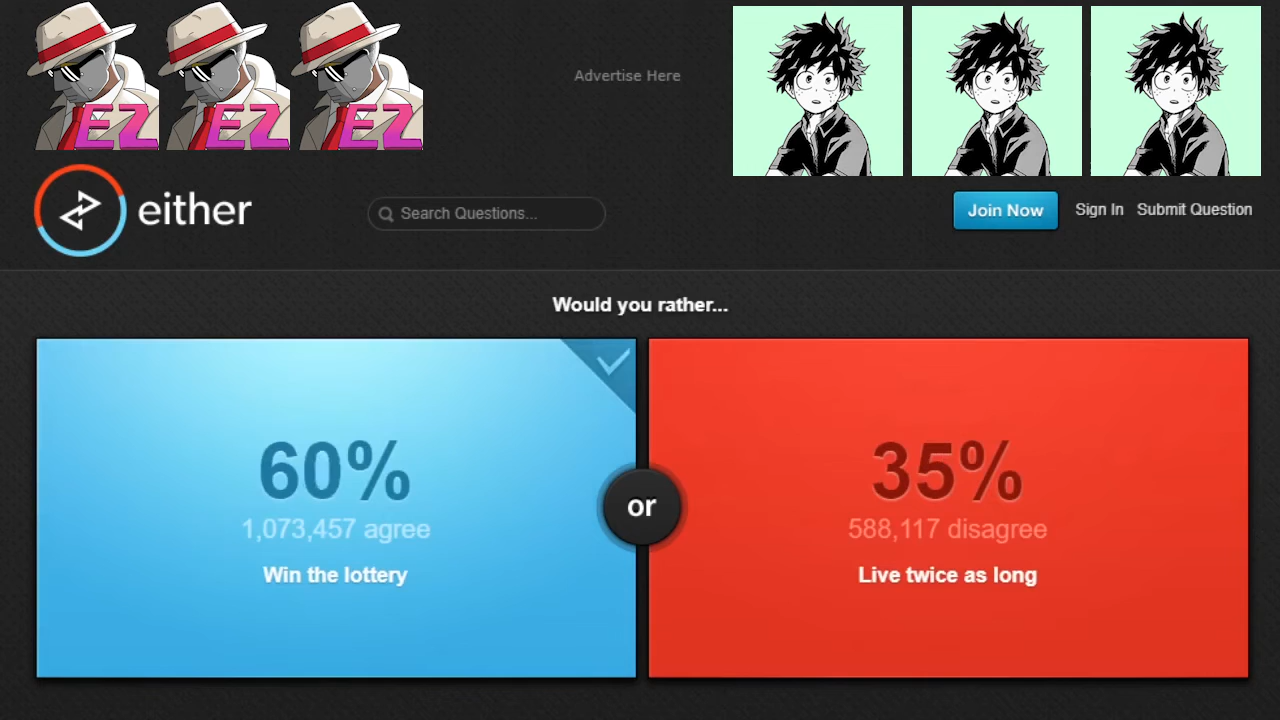 EZ EZ EZ
Advertise Here
either
Search Questions...
Join Now Sign In Submit Question
Would you rather...
60%
1,073,457 agree
Win the lottery
or
35%
588,117 disagree
Live twice as long